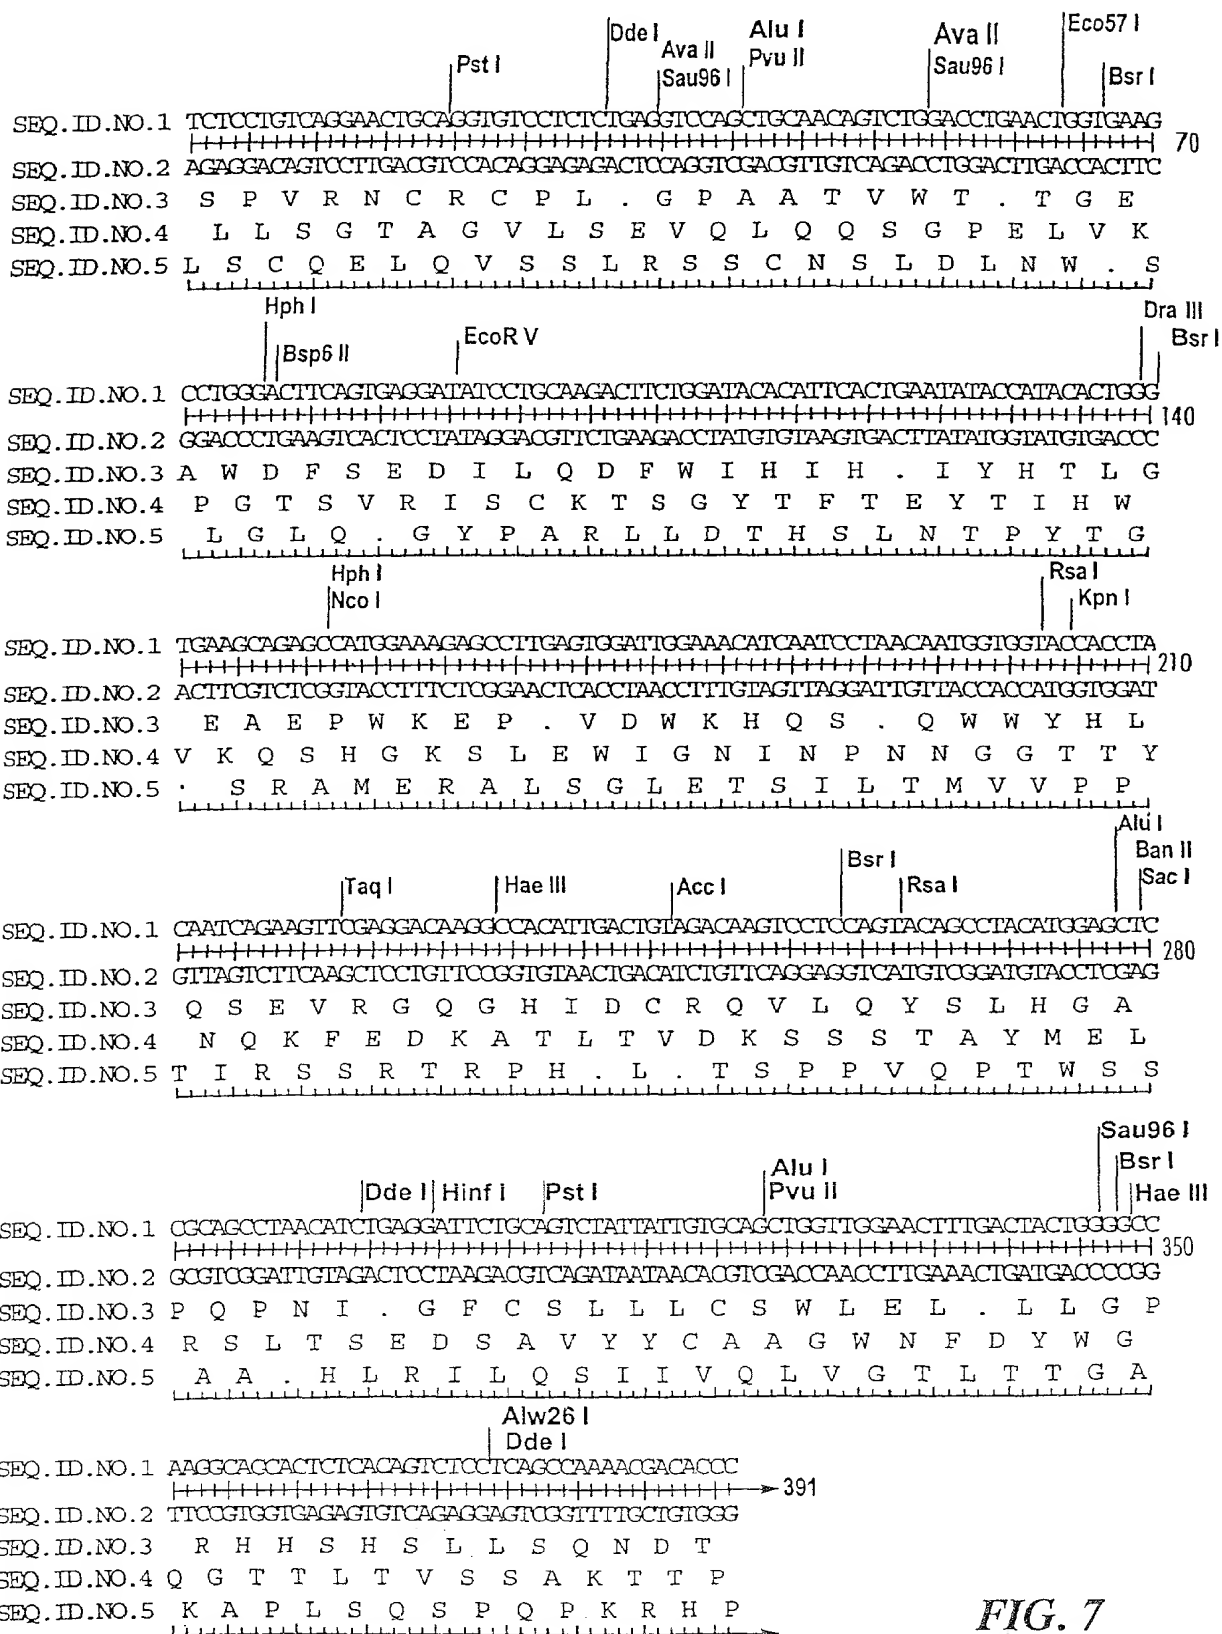 Dde I Alu I Ava II Eco57 I
Pst I Ava II Pvu II Sau96 I Bsr I
Sau96 I
SEQ.ID.NO.1 TCTCCTGTCAGGAACTGCAGGTGTCCTCTCTGAGGTCCAGCTGCAACAGTCTGGACCTGAACTGGTGAAG
70
SEQ.ID.NO.2 AGAGGACAGTCCTTGACGTCCACAGGAGAGACTCCAGGTCGACGTTGTCAGACCTGGACTTGACCACTTC
SEQ.ID.NO.3 S P V R N C R C P L . G P A A T V W T . T G E
SEQ.ID.NO.4 L L S G T A G V L S E V Q L Q Q S G P E L V K
SEQ.ID.NO.5 L S C Q E L Q V S S L R S S C N S L D L N W . S
Hph I Dra III
Bsp6 II EcoR V Bsr I
SEQ.ID.NO.1 CCTGGGACTTCAGTGAGGATATCCTGCAAGACTTCTGGATACACATTCACTGAATATACCATACACTGGG
140
SEQ.ID.NO.2 GGACCCTGAAGTCACTCCTATAGGACGTTCTGAAGACCTATGTGTAAGTGACTTATATGGTATGTGACCC
SEQ.ID.NO.3 A W D F S E D I L Q D F W I H I H . I Y H T L G
SEQ.ID.NO.4 P G T S V R I S C K T S G Y T F T E Y T I H W
SEQ.ID.NO.5 L G L Q . G Y P A R L L D T H S L N T P Y T G
Hph I Rsa I
Nco I Kpn I
SEQ.ID.NO.1 TGAAGCAGAGCCATGGAAAGAGCCTTGAGTGGATTGGAAACATCAATCCTAACAATGGTGGTACCACCTA
210
SEQ.ID.NO.2 ACTTCGTCTCGGTACCTTTCTCGGAACTCACCTAACCTTTGTAGTTAGGATTGTTACCACCATGGTGGAT
SEQ.ID.NO.3 E A E P W K E P . V D W K H Q S . Q W W Y H L
SEQ.ID.NO.4 V K Q S H G K S L E W I G N I N P N N G G T T Y
SEQ.ID.NO.5 . S R A M E R A L S G L E T S I L T M V V P P
Alu I
Bsr I Ban II
Taq I Hae III Acc I Rsa I Sac I
SEQ.ID.NO.1 CAATCAGAAGTTCGAGGACAAGGCCACATTGACTGTAGACAAGTCCTCCAGTACAGCCTACATGGAGCTC
280
SEQ.ID.NO.2 GTTAGTCTTCAAGCTCCTGTTCCGGTGTAACTGACATCTGTTCAGGAGGTCATGTCGGATGTACCTCGAG
SEQ.ID.NO.3 Q S E V R G Q G H I D C R Q V L Q Y S L H G A
SEQ.ID.NO.4 N Q K F E D K A T L T V D K S S S T A Y M E L
SEQ.ID.NO.5 T I R S S R T R P H . L . T S P P V Q P T W S S
Sau96 I
Alu I Bsr I
Dde I Hinf I Pst I Pvu II Hae III
SEQ.ID.NO.1 CGCAGCCTAACATCTGAGGATTCTGCAGTCTATTATTGTGCAGCTGGTTGGAACTTTGACTACTGGGGCC
350
SEQ.ID.NO.2 GCGTCGGATTGTAGACTCCTAAGACGTCAGATAATAACACGTCGACCAACCTTGAAACTGATGACCCCGG
SEQ.ID.NO.3 P Q P N I . G F C S L L L C S W L E L . L L G P
SEQ.ID.NO.4 R S L T S E D S A V Y Y C A A G W N F D Y W G
SEQ.ID.NO.5 A A . H L R I L Q S I I V Q L V G T L T T G A
Alw26 I
Dde I
SEQ.ID.NO.1 AAGGCACCACTCTCACAGTCTCCTCAGCCAAAACGACACCC
391
SEQ.ID.NO.2 TTCCGTGGTGAGAGTGTCAGAGGAGTCGGTTTTGCTGTGGG
SEQ.ID.NO.3 R H H S H S L L S Q N D T
SEQ.ID.NO.4 Q G T T L T V S S A K T T P
SEQ.ID.NO.5 K A P L S Q S P Q P K R H P
FIG. 7